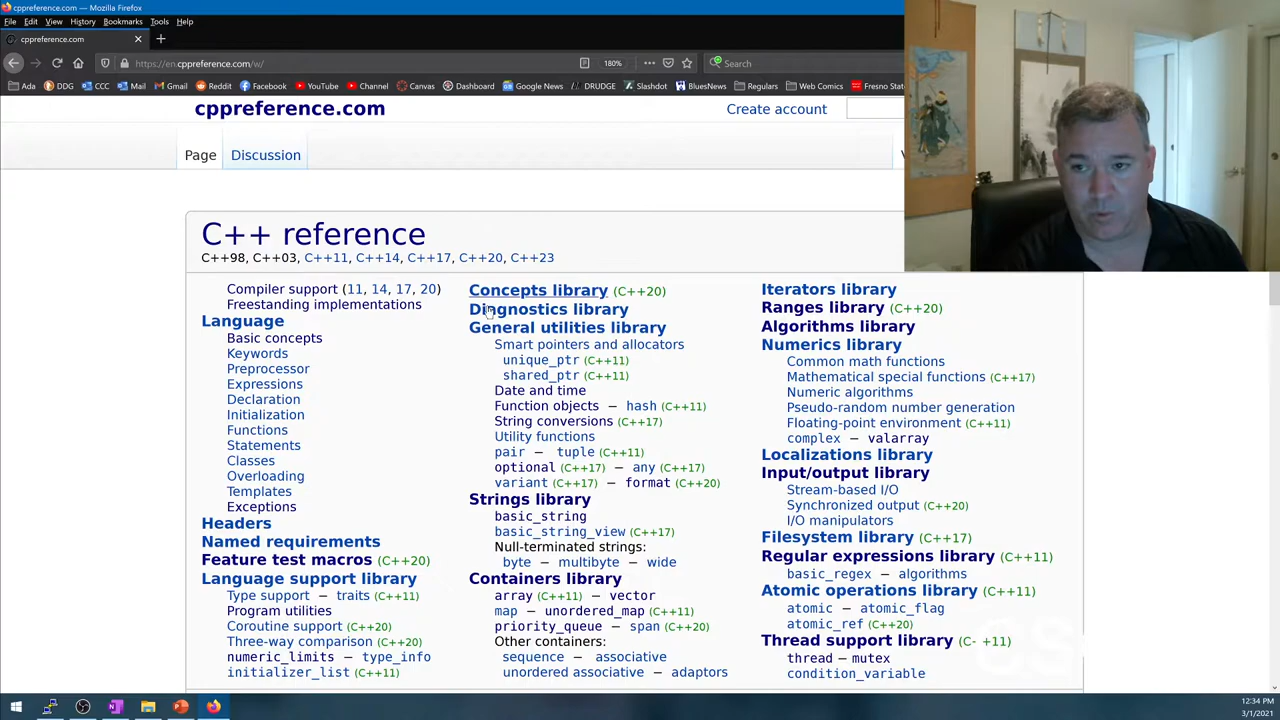 cppreference.com — Mozilla Firefox
File Edit View History Bookmarks Tools Help
cppreference.com
https://en.cppreference.com/w/
180%
Search
Ada DDG CCC Mail Gmail Reddit Facebook YouTube Channel Canvas Dashboard Google News DRUDGE Slashdot BluesNews Regulars Web Comics Fresno Stat
cppreference.com
Create account
Page Discussion
C++ reference
C++98, C++03, C++11, C++14, C++17, C++20, C++23
Compiler support (11, 14, 17, 20)
Freestanding implementations
Language
Basic concepts
Keywords
Preprocessor
Expressions
Declaration
Initialization
Functions
Statements
Classes
Overloading
Templates
Exceptions
Headers
Named requirements
Feature test macros (C++20)
Language support library
Type support — traits (C++11)
Program utilities
Coroutine support (C++20)
Three-way comparison (C++20)
numeric_limits — type_info
initializer_list (C++11)
Concepts library (C++20)
Diagnostics library
General utilities library
Smart pointers and allocators
unique_ptr (C++11)
shared_ptr (C++11)
Date and time
Function objects — hash (C++11)
String conversions (C++17)
Utility functions
pair — tuple (C++11)
optional (C++17) — any (C++17)
variant (C++17) — format (C++20)
Strings library
basic_string
basic_string_view (C++17)
Null-terminated strings:
byte — multibyte — wide
Containers library
array (C++11) — vector
map — unordered_map (C++11)
priority_queue — span (C++20)
Other containers:
sequence — associative
unordered associative — adaptors
Iterators library
Ranges library (C++20)
Algorithms library
Numerics library
Common math functions
Mathematical special functions (C++17)
Numeric algorithms
Pseudo-random number generation
Floating-point environment (C++11)
complex — valarray
Localizations library
Input/output library
Stream-based I/O
Synchronized output (C++20)
I/O manipulators
Filesystem library (C++17)
Regular expressions library (C++11)
basic_regex — algorithms
Atomic operations library (C++11)
atomic — atomic_flag
atomic_ref (C++20)
Thread support library (C++11)
thread — mutex
condition_variable
12:34 PM
3/1/2021